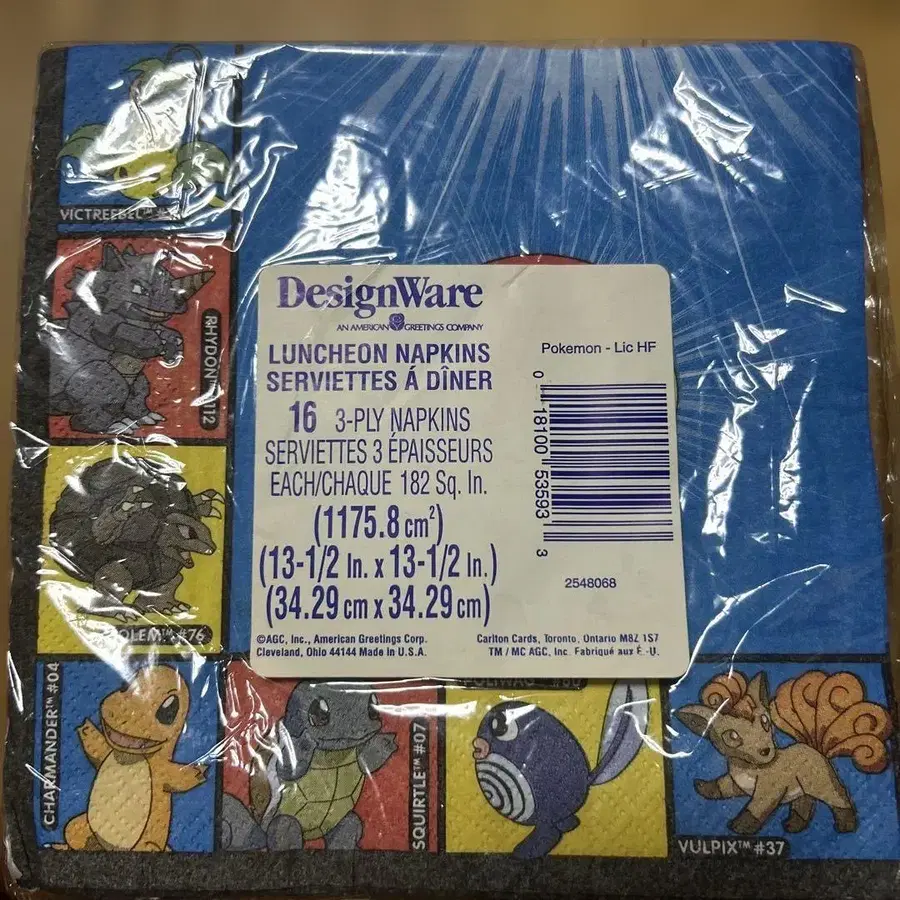 VICTREEBEL™
RHYDON
112
#76
CHARMANDER™ #04
SQUIRTLE™ #07
POLIWAG™ #60
VULPIX™ #37
DesignWare
AN AMERICAN GREETINGS COMPANY
LUNCHEON NAPKINS
SERVIETTES Á DÎNER
16 3-PLY NAPKINS
SERVIETTES 3 ÉPAISSEURS
EACH/CHAQUE 182 Sq. In.
(1175.8 cm²)
(13-1/2 In. x 13-1/2 In.)
(34.29 cm x 34.29 cm)
©AGC, Inc., American Greetings Corp.
Cleveland, Ohio 44144 Made in U.S.A.
Pokemon - Lic HF
0 18100 53593 3
2548068
Carlton Cards, Toronto, Ontario M8Z 1S7
TM / MC AGC, Inc. Fabriqué aux É.-U.